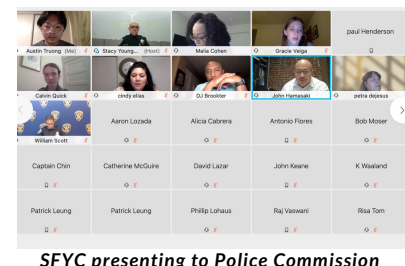 paul Henderson
Austin Truong (Me) Stacy Young... (Host) Malia Cohen Gracie Veiga
Calvin Quick cindy elias DJ Brookter John Hamasaki petra dejesus
William Scott Aaron Lozada Alicia Cabrera Antonio Flores Bob Moser
Captain Chin Catherine McGuire David Lazar John Keane K Waaland
Patrick Leung Patrick Leung Phillip Lohaus Raj Vaswani Risa Tom
SFYC presenting to Police Commission